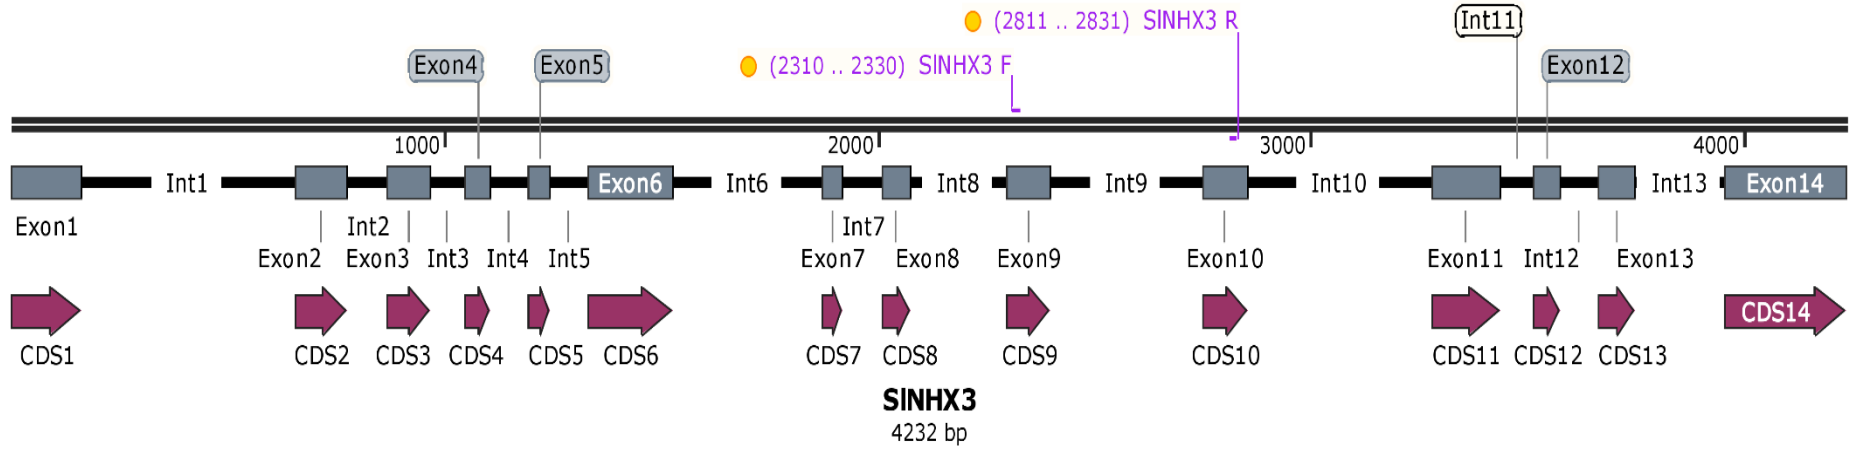 (2811 .. 2831) SlNHX3 R
Int11
(2310 .. 2330) SlNHX3 F
Exon4
Exon5
Exon12
1000
2000
3000
4000
Int1
Exon6
Int6
Int8
Int9
Int10
Int13
Exon14
Exon1
Int2
Int7
Exon2
Exon3
Int3
Int4
Int5
Exon7
Exon8
Exon9
Exon10
Exon11
Int12
Exon13
CDS14
CDS1
CDS2
CDS3
CDS4
CDS5
CDS6
CDS7
CDS8
CDS9
CDS10
CDS11
CDS12
CDS13
SlNHX3
4232 bp